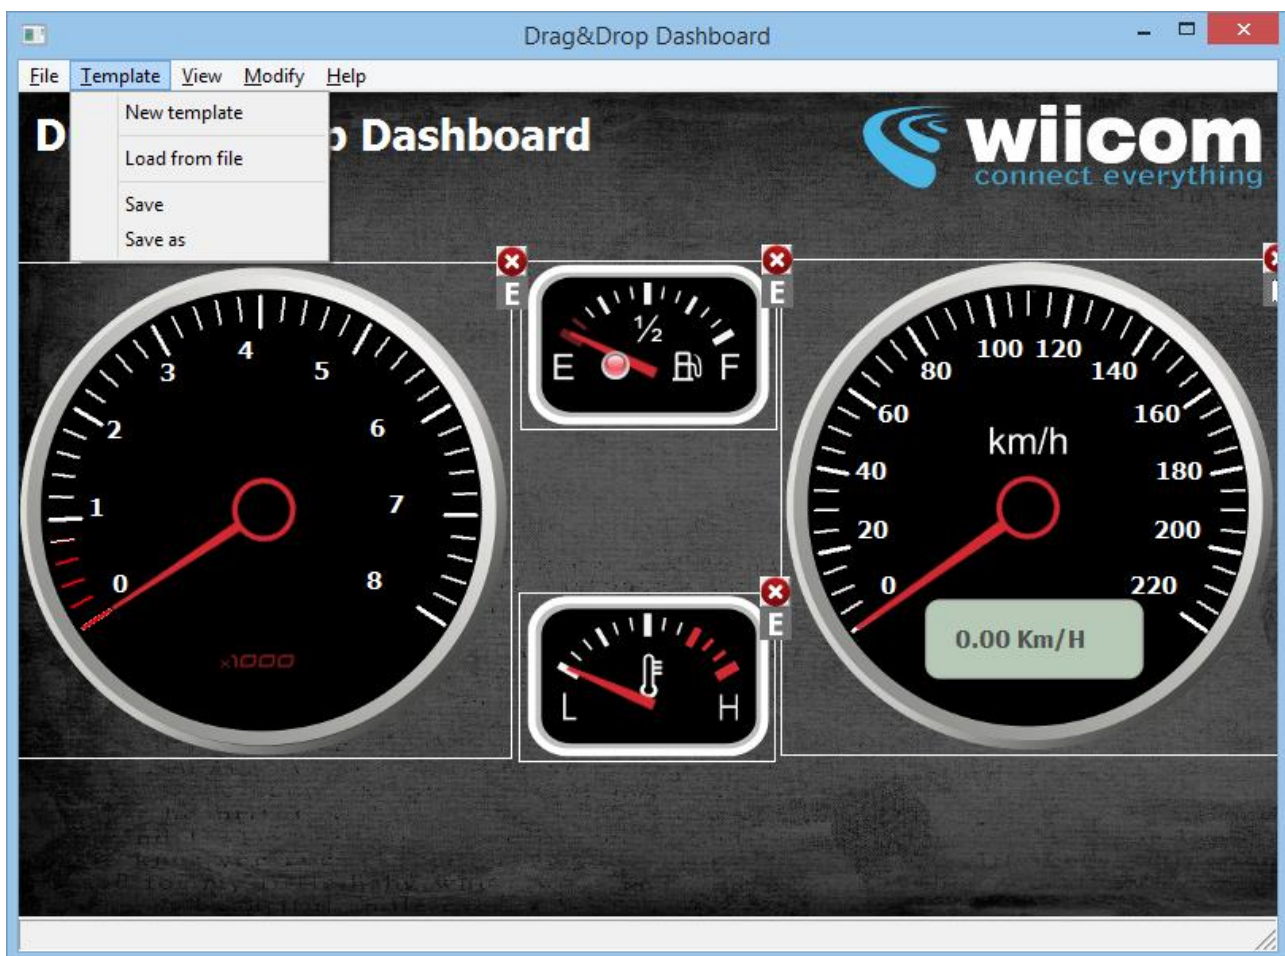 Drag&Drop Dashboard
File Template View Modify Help
New template
Load from file
Save
Save as
D
p Dashboard
wiicom
connect everything
E
E
0 1 2 3 4 5 6 7 8
x1000
E 1/2 F
0 20 40 60 80 100 120 140 160 180 200 220
km/h
0.00 Km/H
E
L H